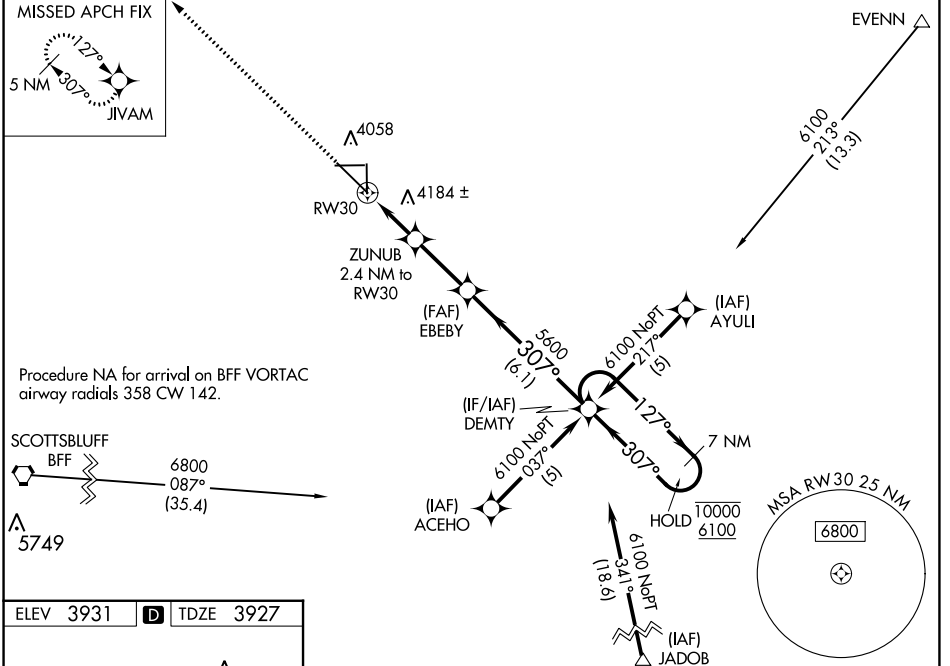 MISSED APCH FIX
127°
5 NM
307°
JIVAM
EVENN
6100
213°
(13.3)
4058
RW30
4184 ±
ZUNUB
2.4 NM to
RW30
(FAF)
EBEBY
5600
307°
(6.1)
(IAF)
AYULI
6100 NoPT
217°
(5)
Procedure NA for arrival on BFF VORTAC
airway radials 358 CW 142.
(IF/IAF)
DEMTY
127°
7 NM
307°
SCOTTSBLUFF
BFF
6800
087°
(35.4)
5749
6100 NoPT
037°
(5)
(IAF)
ACEHO
HOLD
10000
6100
MSA RW30 25 NM
6800
6100 NoPT
341°
(18.6)
(IAF)
JADOB
ELEV 3931 D TDZE 3927